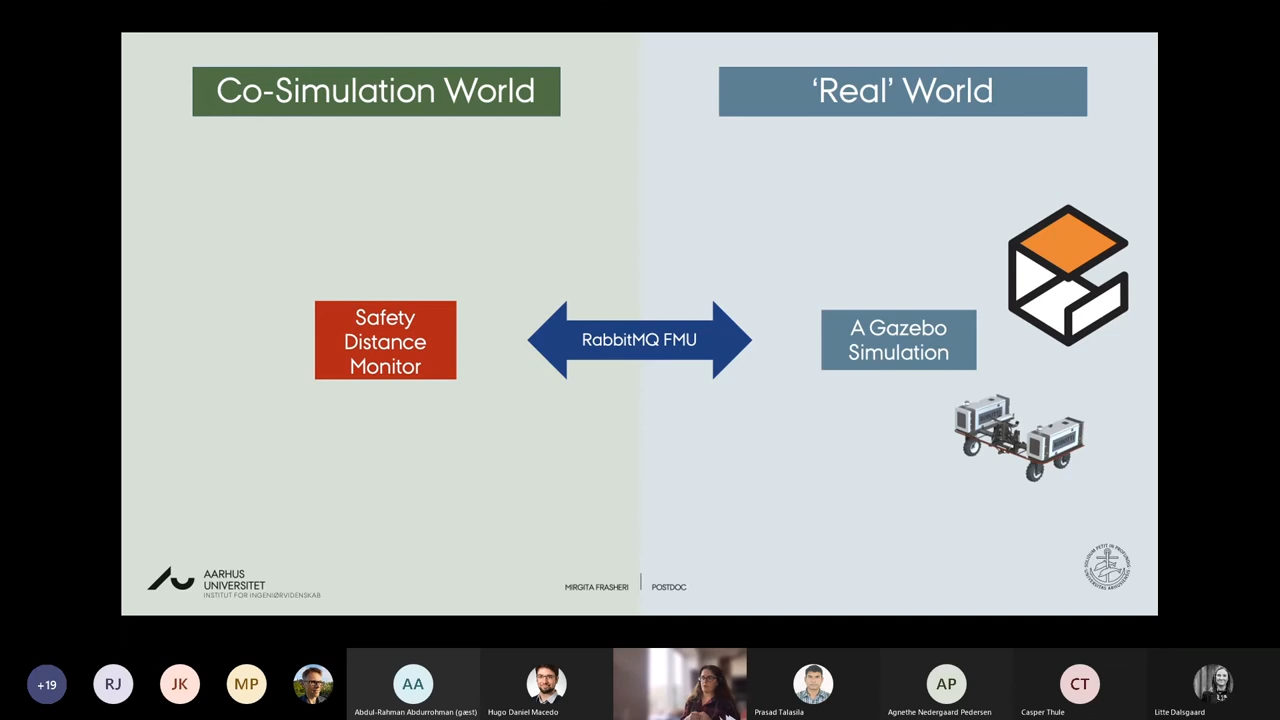 Co-Simulation World
‘Real’ World
Safety
Distance
Monitor
RabbitMQ FMU
A Gazebo
Simulation
AARHUS
UNIVERSITET
INSTITUT FOR INGENIØRVIDENSKAB
MIRGITA FRASHERI
POSTDOC
+19
RJ
JK
MP
AA
AP
CT
Abdul-Rahman Abdurrohman (gæst)
Hugo Daniel Macedo
Prasad Talasila
Agnethe Nedergaard Pedersen
Casper Thule
Litte Dalsgaard